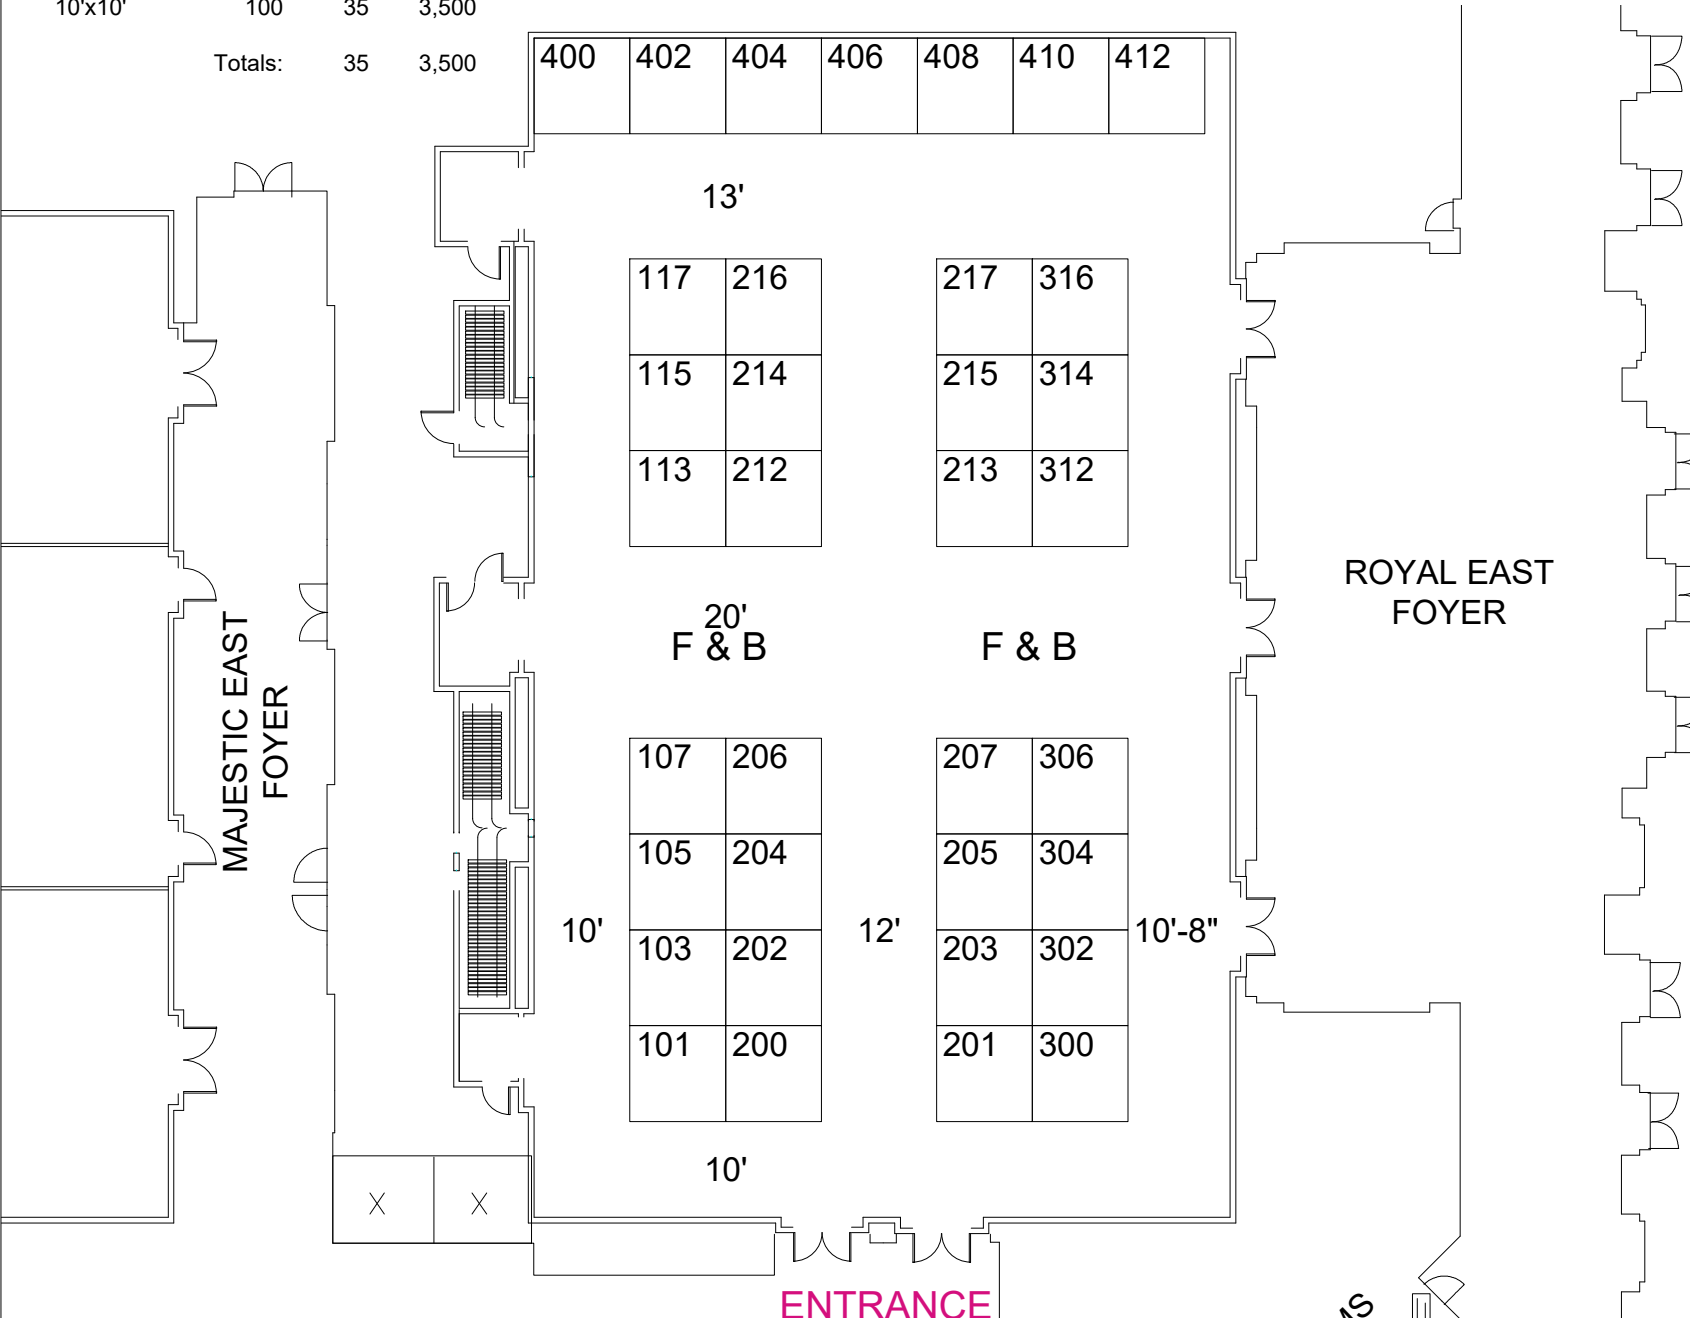 10'x10' 100 35 3,500
Totals: 35 3,500
400 402 404 406 408 410 412
13'
117 216 217 316
115 214 215 314
113 212 213 312
ROYAL EAST
FOYER
20'
F & B F & B
MAJESTIC EAST
FOYER
107 206 207 306
105 204 205 304
10' 12' 10'-8"
103 202 203 302
101 200 201 300
10'
X X
ENTRANCE